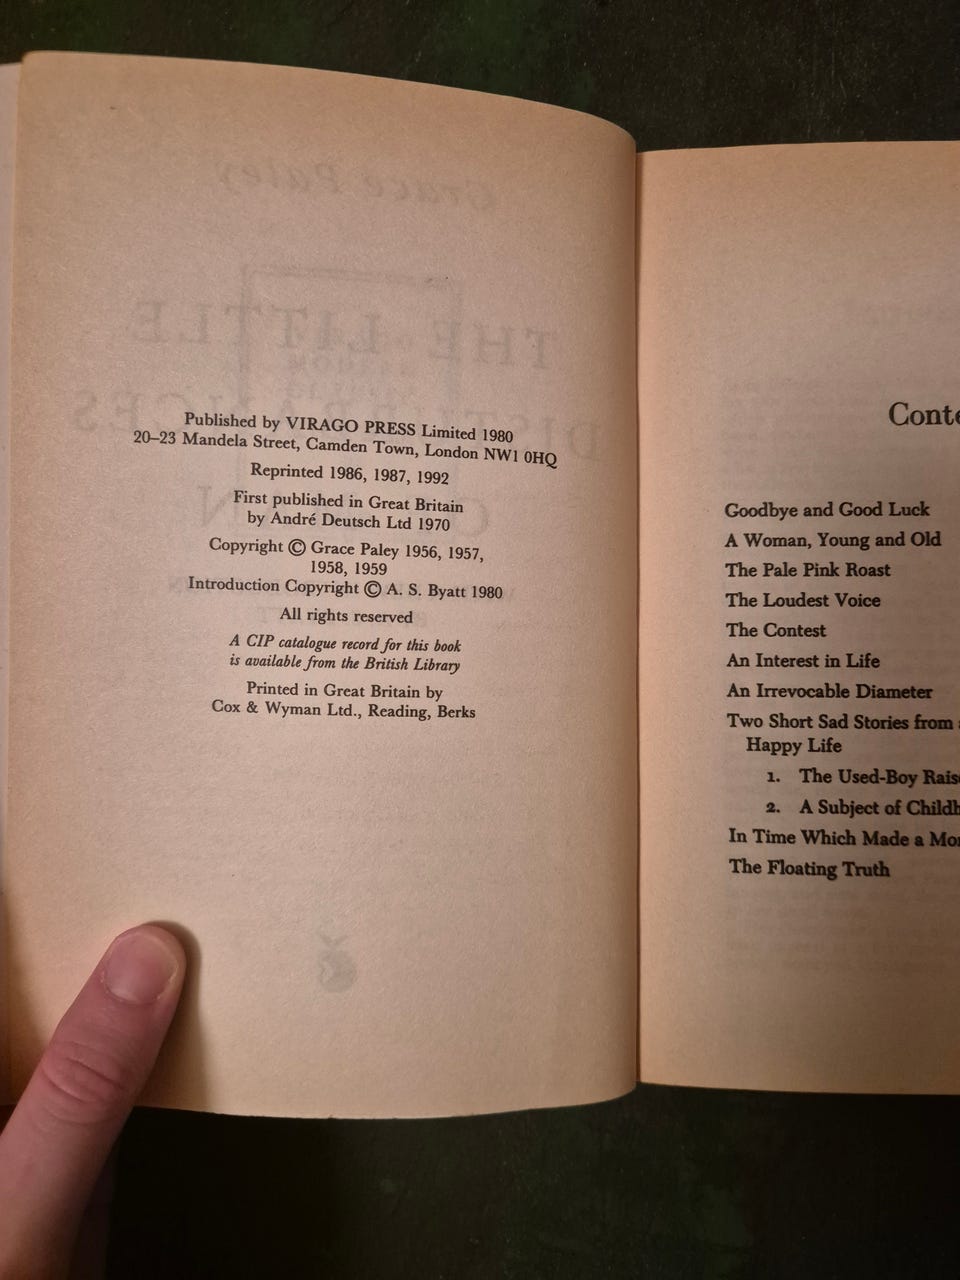 Published by VIRAGO PRESS Limited 1980
20–23 Mandela Street, Camden Town, London NW1 0HQ
Reprinted 1986, 1987, 1992
First published in Great Britain
by André Deutsch Ltd 1970
Copyright © Grace Paley 1956, 1957,
1958, 1959
Introduction Copyright © A. S. Byatt 1980
All rights reserved
A CIP catalogue record for this book
is available from the British Library
Printed in Great Britain by
Cox & Wyman Ltd., Reading, Berks
Conte
Goodbye and Good Luck
A Woman, Young and Old
The Pale Pink Roast
The Loudest Voice
The Contest
An Interest in Life
An Irrevocable Diameter
Two Short Sad Stories from
Happy Life
1. The Used-Boy Rais
2. A Subject of Childh
In Time Which Made a Mo
The Floating Truth